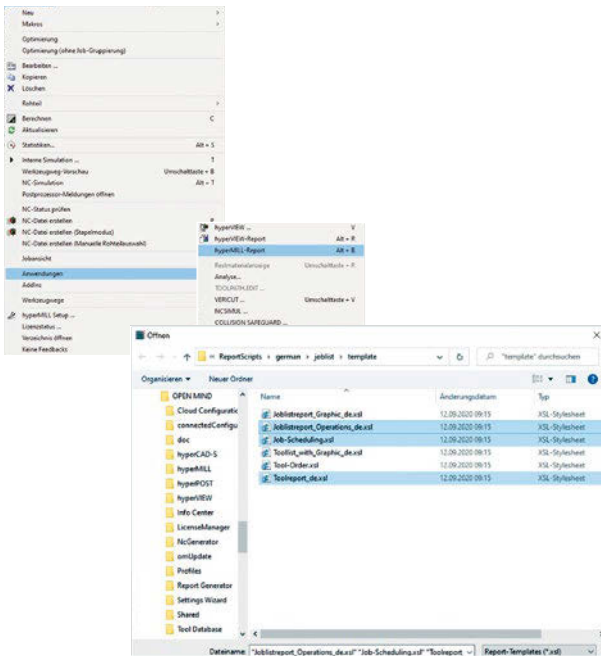 Neu
Makros
Optimierung
Optimierung (ohne Job-Gruppierung)
Bearbeiten ...
Kopieren
Löschen
Rohteil
Berechnen C
Aktualisieren
Statistiken... Alt + S
Interne Simulation ... T
Werkzeugweg-Vorschau Umschalttaste + B
NC-Simulation Alt + T
Postprozessor-Meldungen öffnen
NC-Status prüfen
NC-Datei erstellen
NC-Datei erstellen (Stapelmodus)
NC-Datei erstellen (Manuelle Rohteilauswahl)
Jobansicht
Anwendungen
AddIns
Werkzeugwege
hyperMILL Setup ...
Lizenzstatus ...
Verzeichnis öffnen
Keine Feedbacks
hyperVIEW ... V
hyperVIEW-Report Alt + R
hyperMILL-Report Alt + B
Restmaterialanzeige Umschalttaste + R
Analyse...
TOOLPATH.EDIT ...
VERICUT ... Umschalttaste + V
NCSIMUL ...
COLLISION SAFEGUARD ...
Öffnen
« ReportScripts › german › joblist › template
"template" durchsuchen
Organisieren Neuer Ordner
OPEN MIND
Cloud Configuratic
connectedConfigu
doc
hyperCAD-S
hyperMILL
hyperPOST
hyperVIEW
Info Center
LicenseManager
NcGenerator
omUpdate
Profiles
Report Generator
Settings Wizard
Shared
Tool Database
Name Änderungsdatum Typ
Joblistreport_Graphic_de.xsl 12.09.2020 09:15 XSL-Stylesheet
Joblistreport_Operations_de.xsl 12.09.2020 09:15 XSL-Stylesheet
Job-Scheduling.xsl 12.09.2020 09:15 XSL-Stylesheet
Toollist_with_Graphic_de.xsl 12.09.2020 09:15 XSL-Stylesheet
Tool-Order.xsl 12.09.2020 09:15 XSL-Stylesheet
Toolreport_de.xsl 12.09.2020 09:15 XSL-Stylesheet
Dateiname: "Joblistreport_Operations_de.xsl" "Job-Scheduling.xsl" "Toolreport Report-Templates (*.xsl)